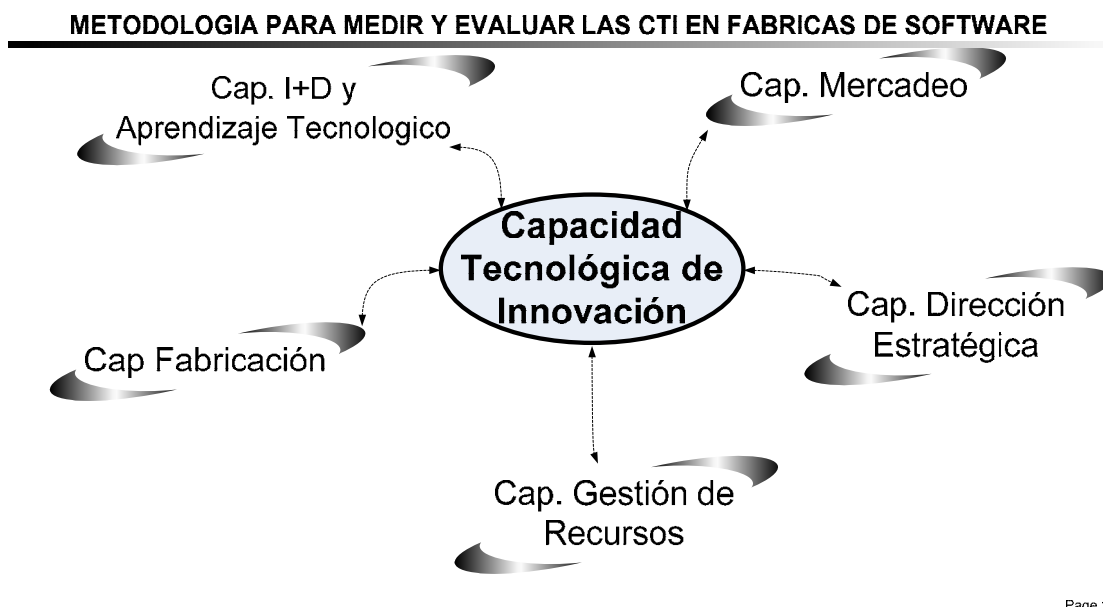 METODOLOGIA PARA MEDIR Y EVALUAR LAS CTI EN FABRICAS DE SOFTWARE
Cap. I+D y
Aprendizaje Tecnologico
Cap. Mercadeo
Capacidad
Tecnológica de
Innovación
Cap. Dirección
Estratégica
Cap Fabricación
Cap. Gestión de
Recursos
Page